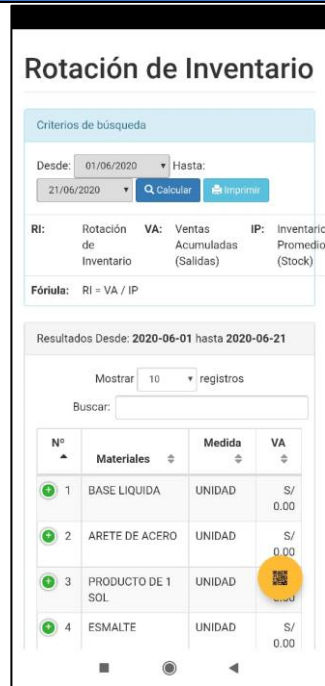 Rotación de Inventario
Criterios de búsqueda
Desde: 01/06/2020 Hasta:
21/06/2020 Calcular Imprimir
RI: Rotación VA: Ventas IP: Inventario
de Acumuladas Promedio
Inventario (Salidas) (Stock)
Fóriula: RI = VA / IP
Resultados Desde: 2020-06-01 hasta 2020-06-21
Mostrar 10 registros
Buscar:
Nº Materiales Medida VA
1 BASE LIQUIDA UNIDAD S/
0.00
2 ARETE DE ACERO UNIDAD S/
0.00
3 PRODUCTO DE 1 UNIDAD
SOL
4 ESMALTE UNIDAD S/
0.00